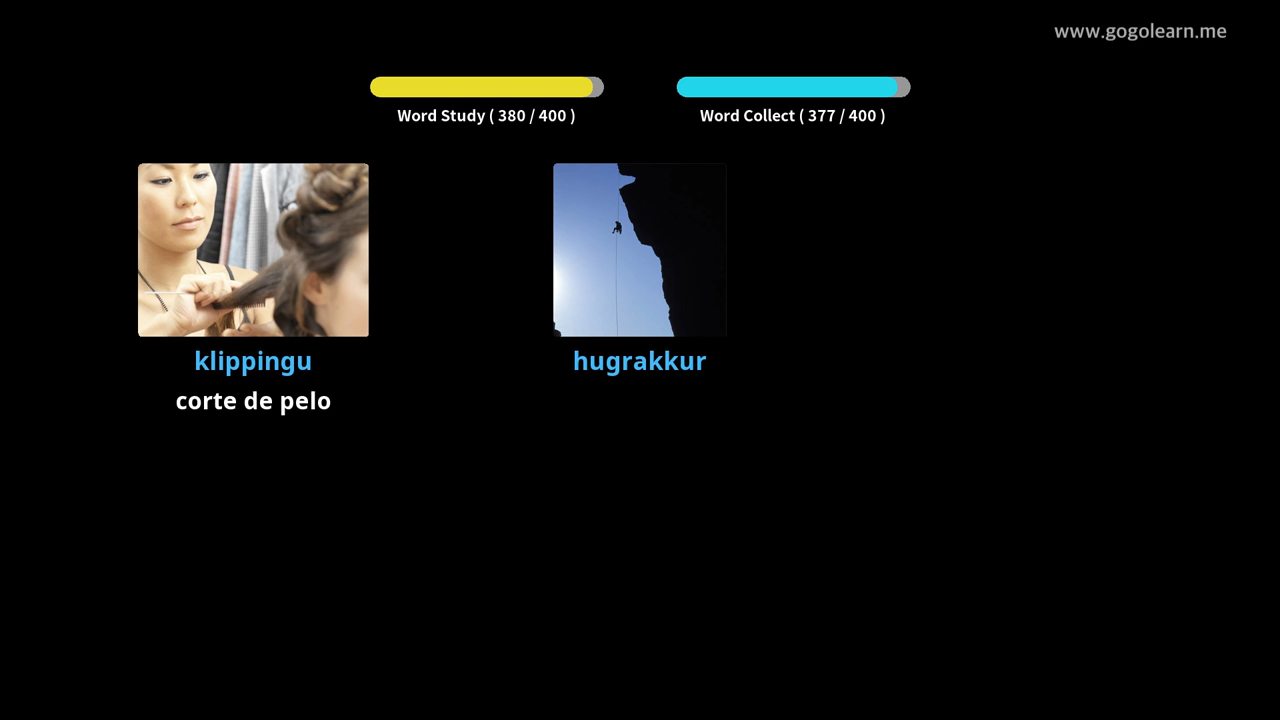 www.gogolearn.me
Word Study ( 380 / 400 )
Word Collect ( 377 / 400 )
klippingu
corte de pelo
hugrakkur